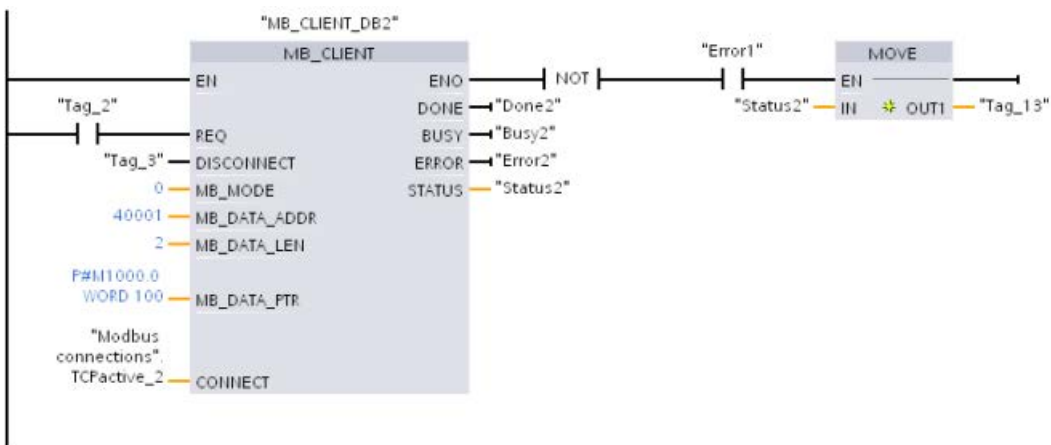 "MB_CLIENT_DB2"
MB_CLIENT
"Error1"
MOVE
EN
ENO
NOT
EN
"Tag_2"
DONE
"Done2"
"Status2"
IN
OUT1
"Tag_13"
REQ
BUSY
"Busy2"
"Tag_3"
DISCONNECT
ERROR
"Error2"
0
MB_MODE
STATUS
"Status2"
40001
MB_DATA_ADDR
2
MB_DATA_LEN
P#M1000.0
WORD 100
MB_DATA_PTR
"Modbus
connections".
TCPactive_2
CONNECT